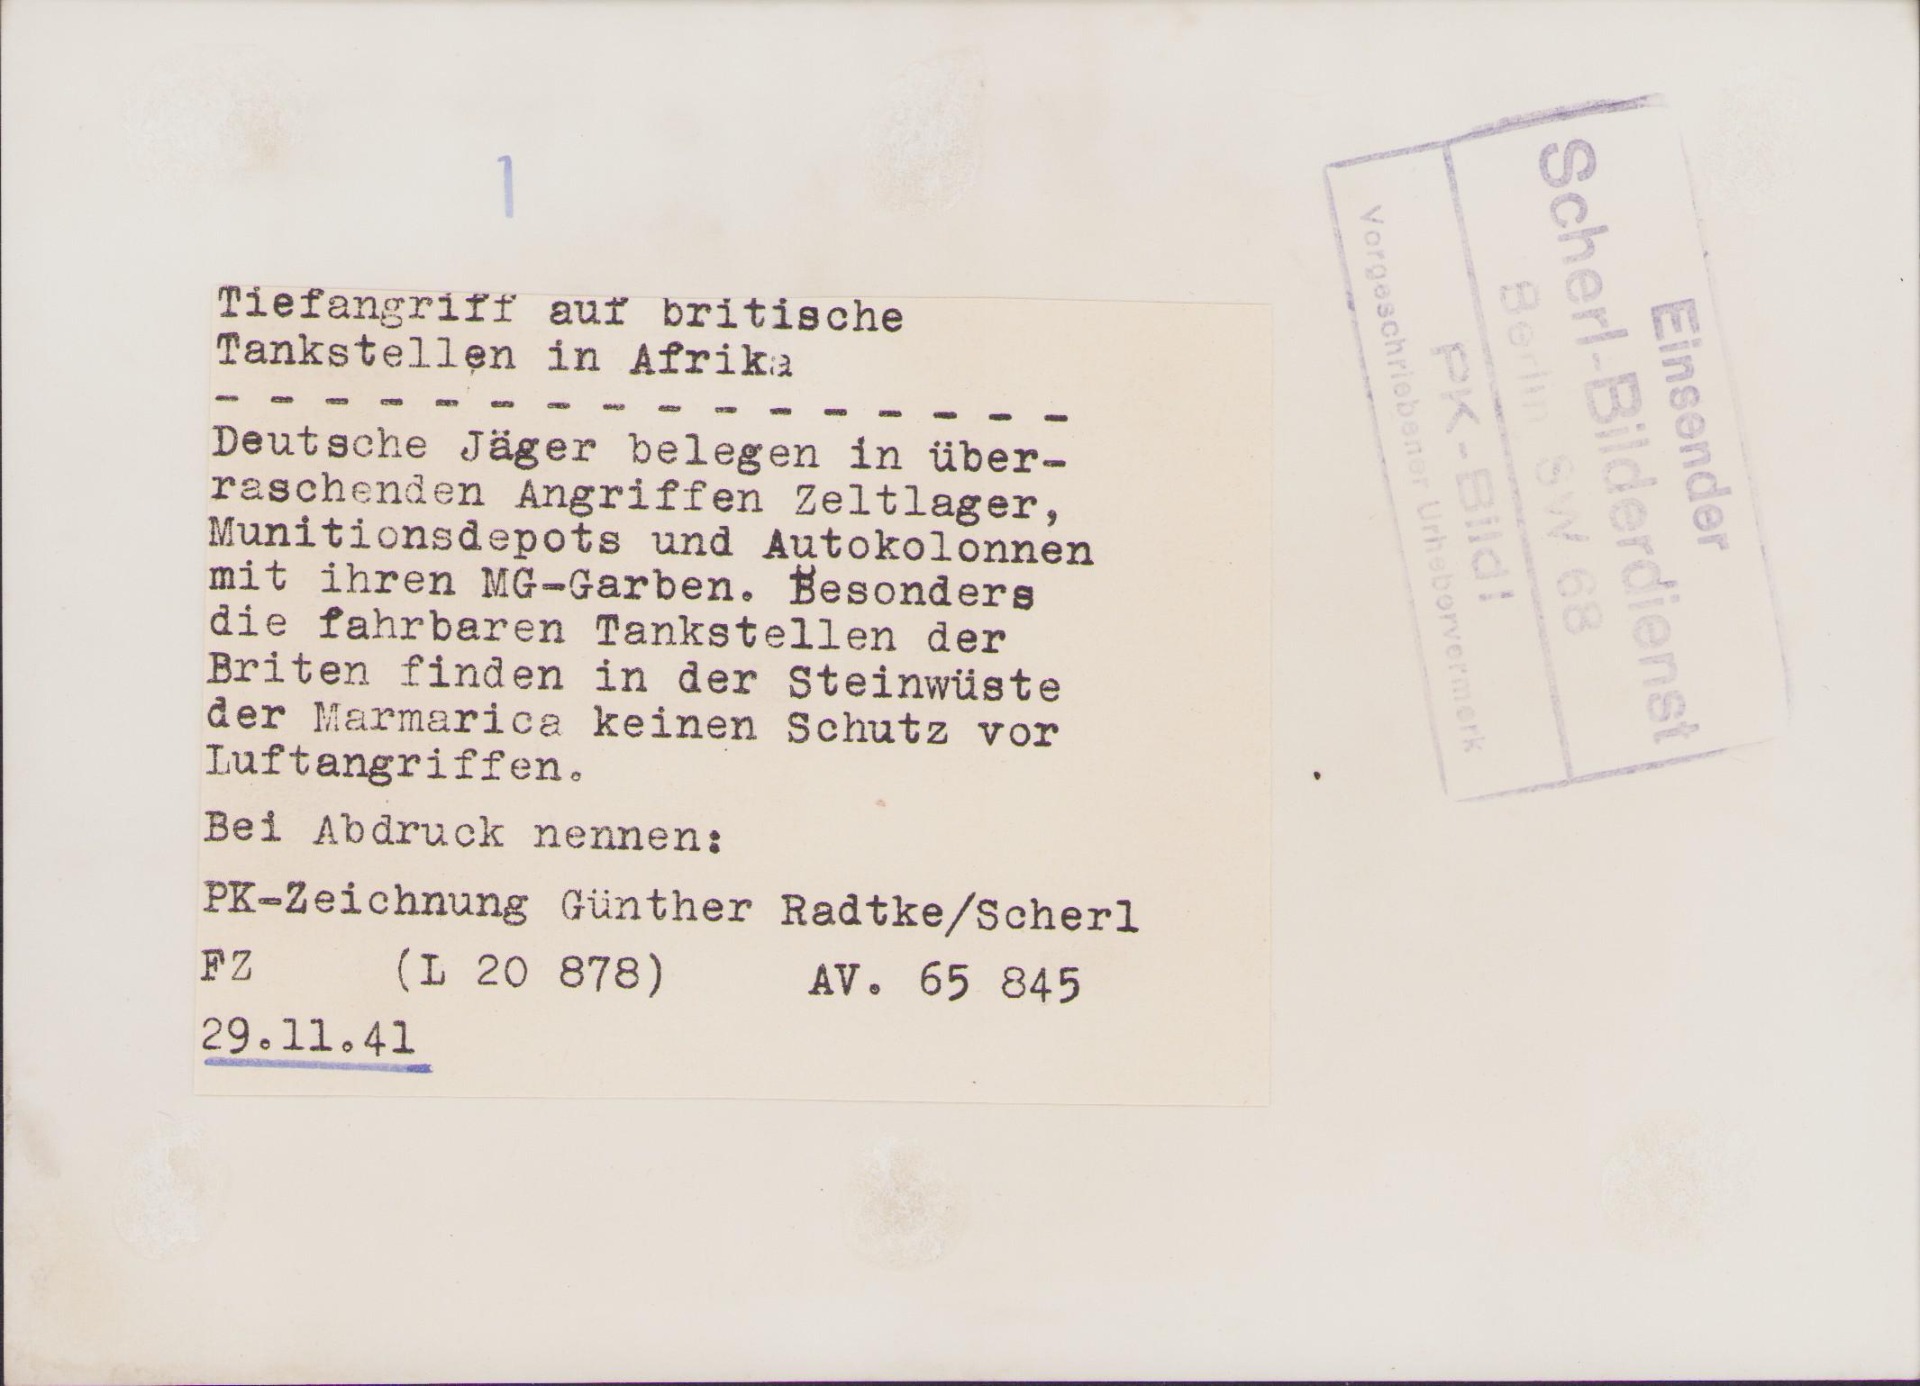 1
Tiefangriff auf britische
Tankstellen in Afrika
- - - - - - - - - - - - - - - -
Deutsche Jäger belegen in über-
raschenden Angriffen Zeltlager,
Munitionsdepots und Autokolonnen
mit ihren MG-Garben. Besonders
die fahrbaren Tankstellen der
Briten finden in der Steinwüste
der Marmarica keinen Schutz vor
Luftangriffen.
Bei Abdruck nennen:
PK-Zeichnung Günther Radtke/Scherl
FZ (L 20 878) AV. 65 845
29.11.41
Einsender
Scherl-Bilderdienst
Berlin SW 68
PK-Bild!
Vorgeschriebener Urhebervermerk